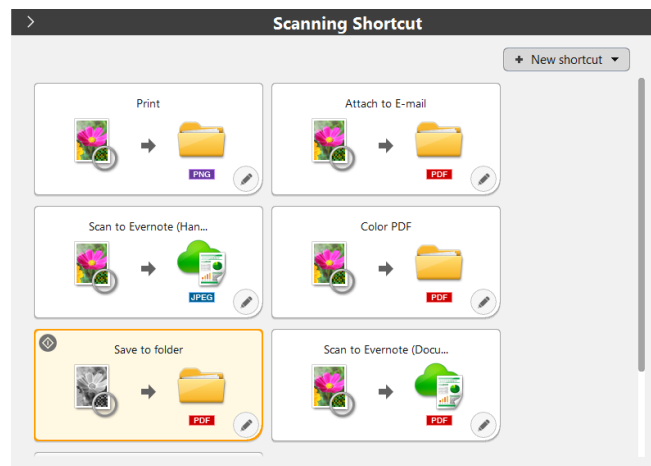 Scanning Shortcut
+ New shortcut
Print
PNG
Attach to E-mail
PDF
Scan to Evernote (Han...
JPEG
Color PDF
PDF
Save to folder
PDF
Scan to Evernote (Docu...
PDF